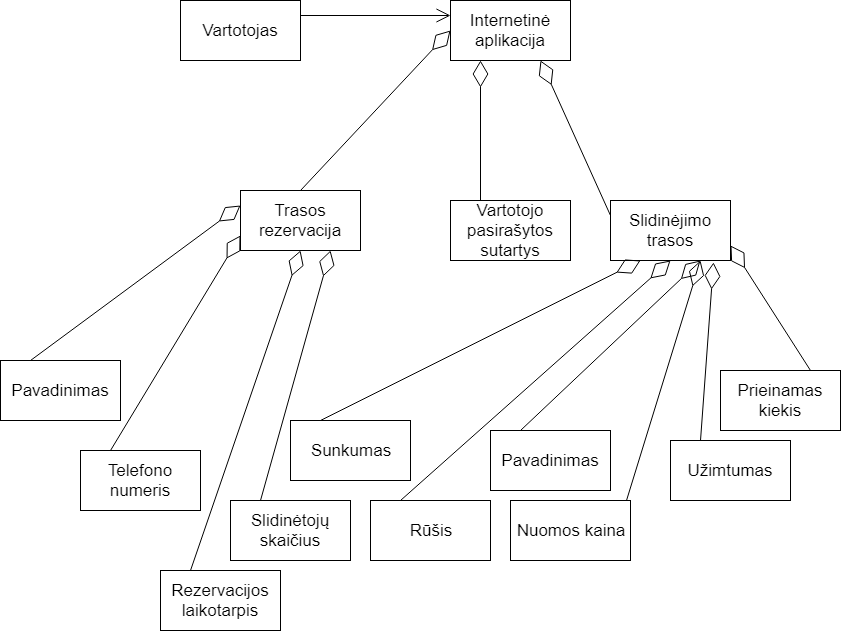 Vartotojas
Internetinė
aplikacija
Trasos
rezervacija
Vartotojo
pasirašytos
sutartys
Slidinėjimo
trasos
Pavadinimas
Telefono
numeris
Rezervacijos
laikotarpis
Slidinėtojų
skaičius
Sunkumas
Rūšis
Pavadinimas
Nuomos kaina
Užimtumas
Prieinamas
kiekis